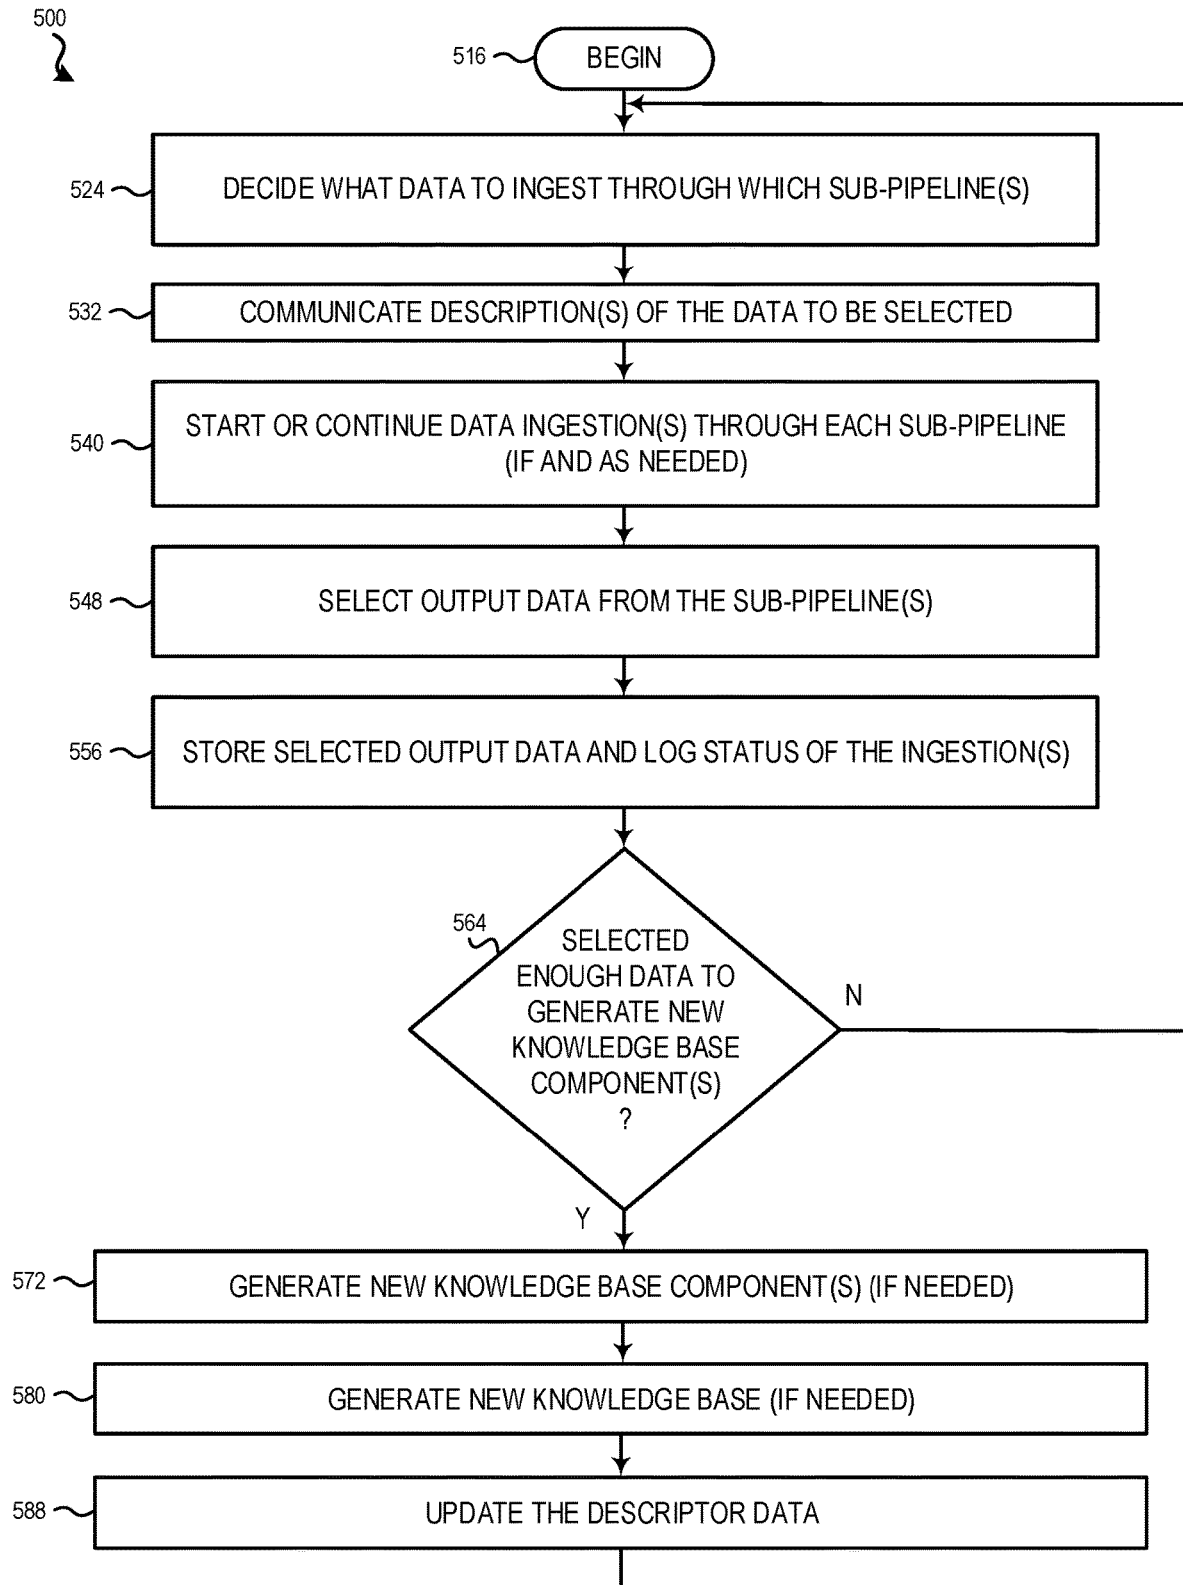 500
516
BEGIN
524
DECIDE WHAT DATA TO INGEST THROUGH WHICH SUB-PIPELINE(S)
532
COMMUNICATE DESCRIPTION(S) OF THE DATA TO BE SELECTED
540
START OR CONTINUE DATA INGESTION(S) THROUGH EACH SUB-PIPELINE
(IF AND AS NEEDED)
548
SELECT OUTPUT DATA FROM THE SUB-PIPELINE(S)
556
STORE SELECTED OUTPUT DATA AND LOG STATUS OF THE INGESTION(S)
564
SELECTED
ENOUGH DATA TO
GENERATE NEW
KNOWLEDGE BASE
COMPONENT(S)
?
N
Y
572
GENERATE NEW KNOWLEDGE BASE COMPONENT(S) (IF NEEDED)
580
GENERATE NEW KNOWLEDGE BASE (IF NEEDED)
588
UPDATE THE DESCRIPTOR DATA